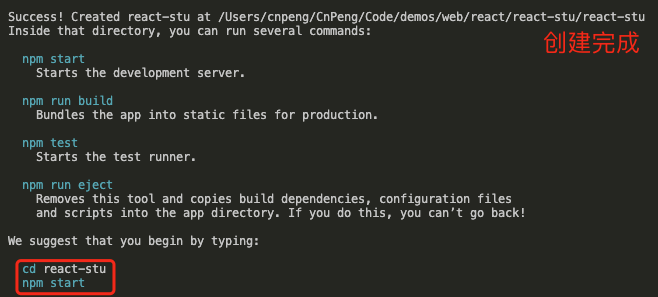 Success! Created react-stu at /Users/cnpeng/CnPeng/Code/demos/web/react/react-stu/react-stu
Inside that directory, you can run several commands:
创建完成
npm start
Starts the development server.
npm run build
Bundles the app into static files for production.
npm test
Starts the test runner.
npm run eject
Removes this tool and copies build dependencies, configuration files
and scripts into the app directory. If you do this, you can’t go back!
We suggest that you begin by typing:
cd react-stu
npm start